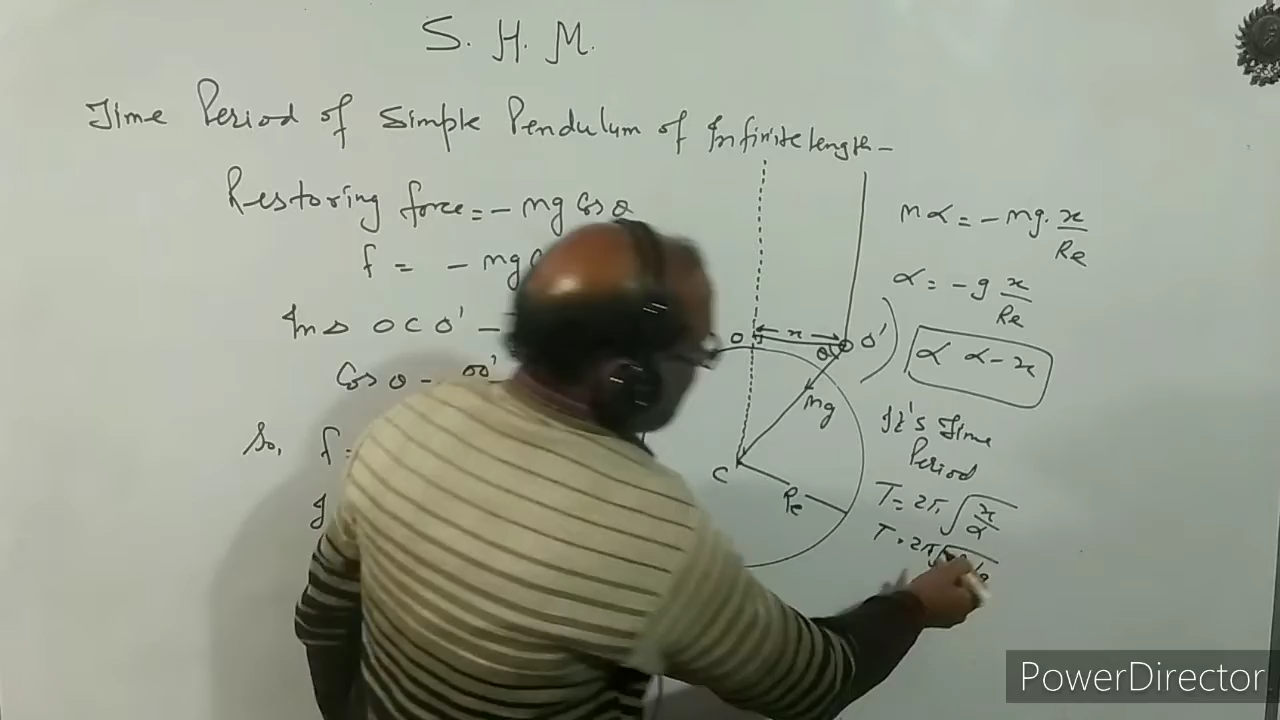 S. H. M.
Time Period of Simple Pendulum of Infinite length -
Restoring force = - mg Cos θ
f = - mg
In Δ OCO' -
Cos θ - OO'
So, f =
O
x
O'
θ
mg
C
Re
mα = - mg. x/Re
α = - g x/Re
α α - x
It's Time
Period
T = 2π √x/α
T = 2π
PowerDirector